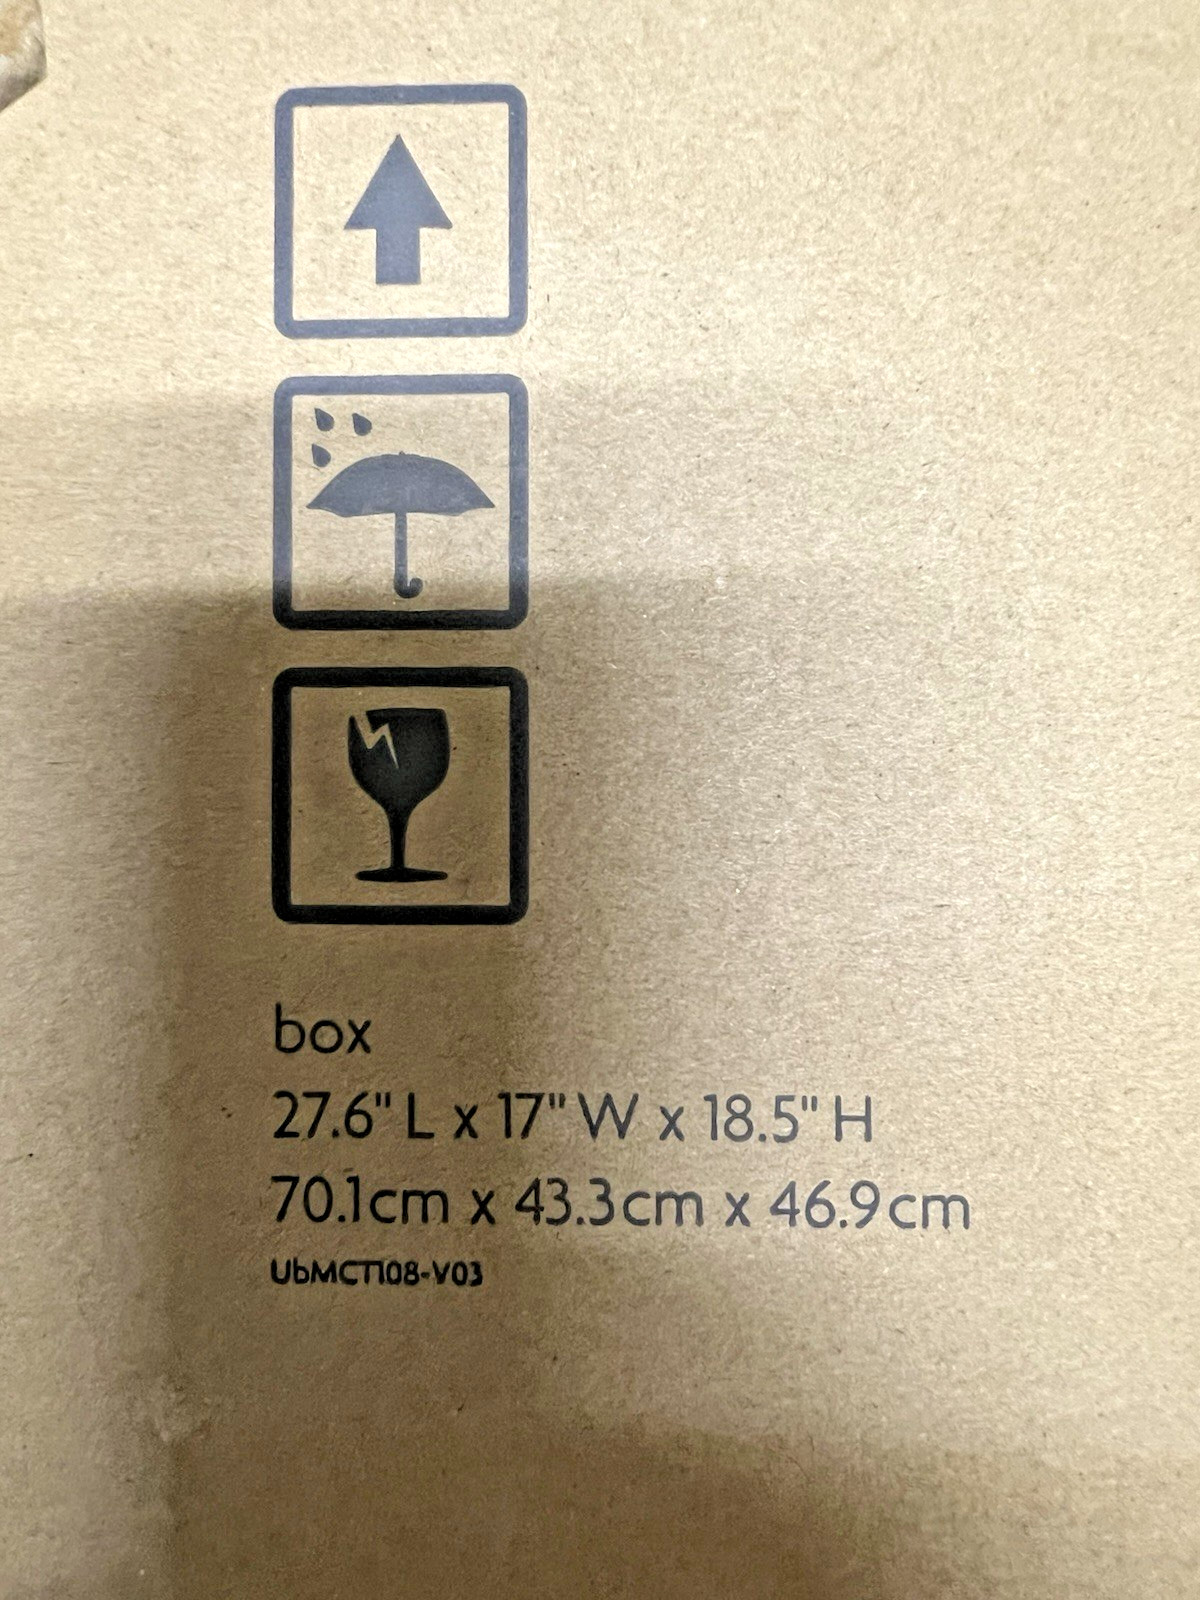 box
27.6" L x 17" W x 18.5" H
70.1cm x 43.3cm x 46.9cm
UbMCT108-V03